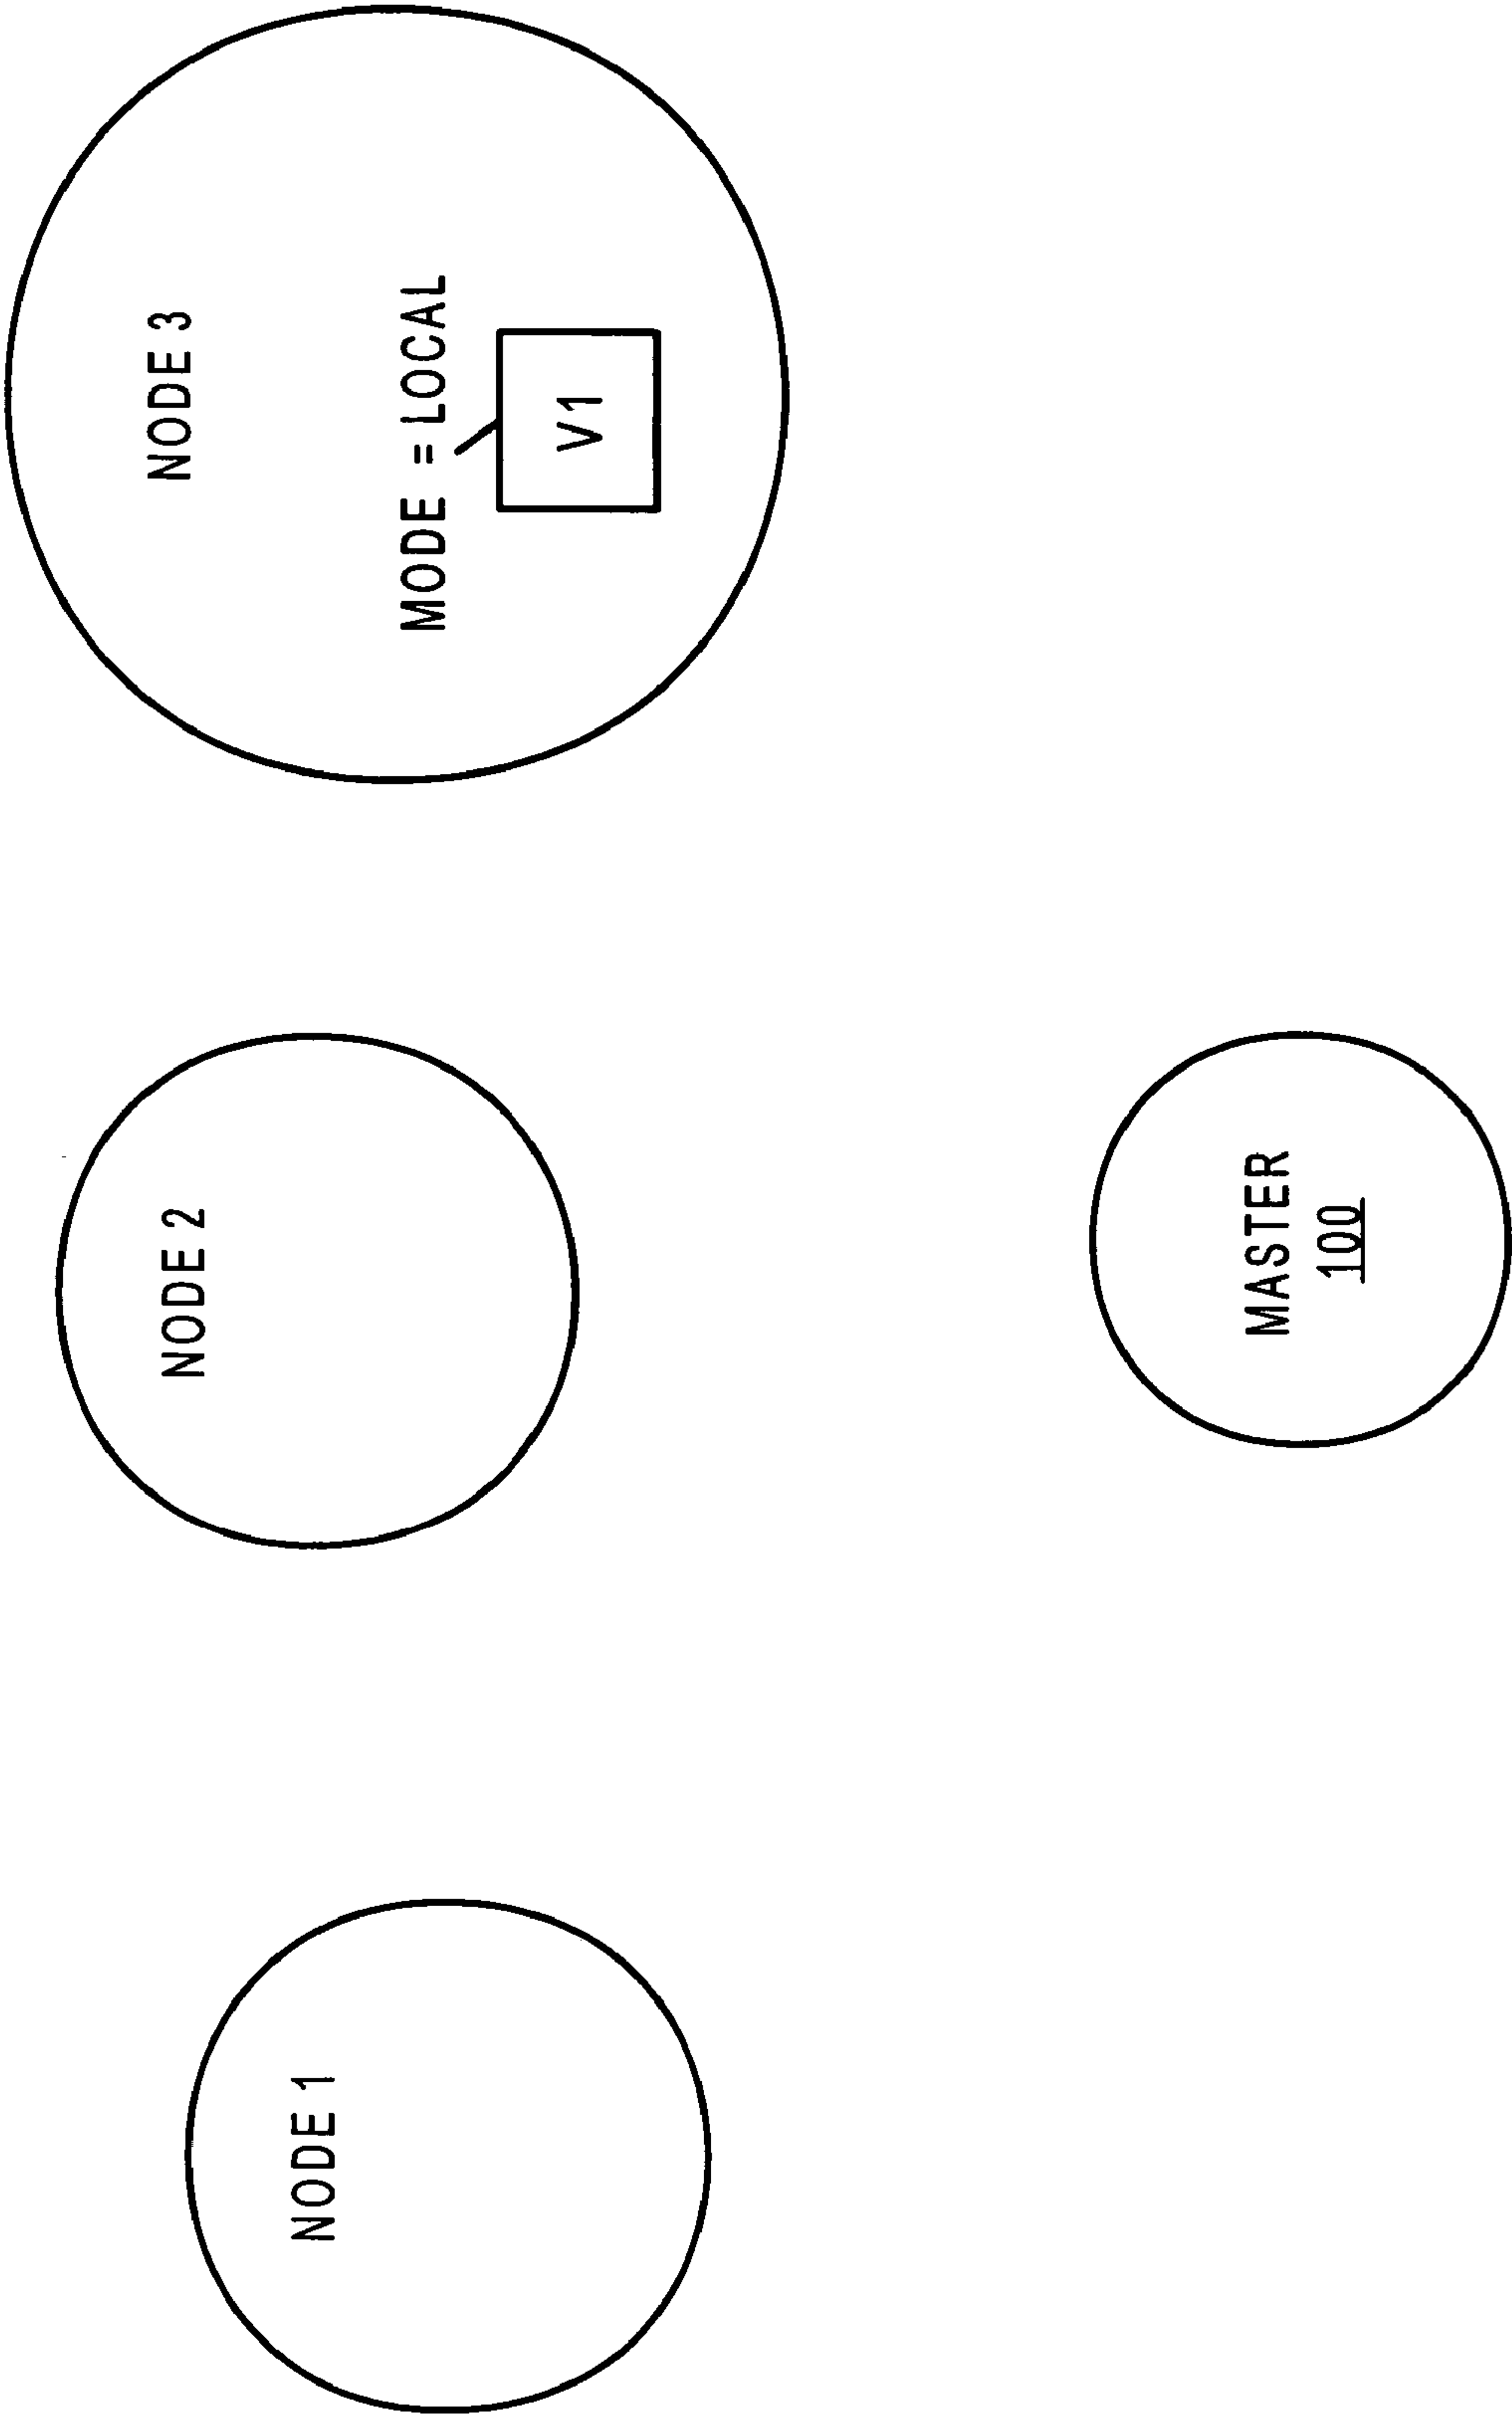 NODE 1
NODE 2
NODE 3
MODE = LOCAL
V1
MASTER
100